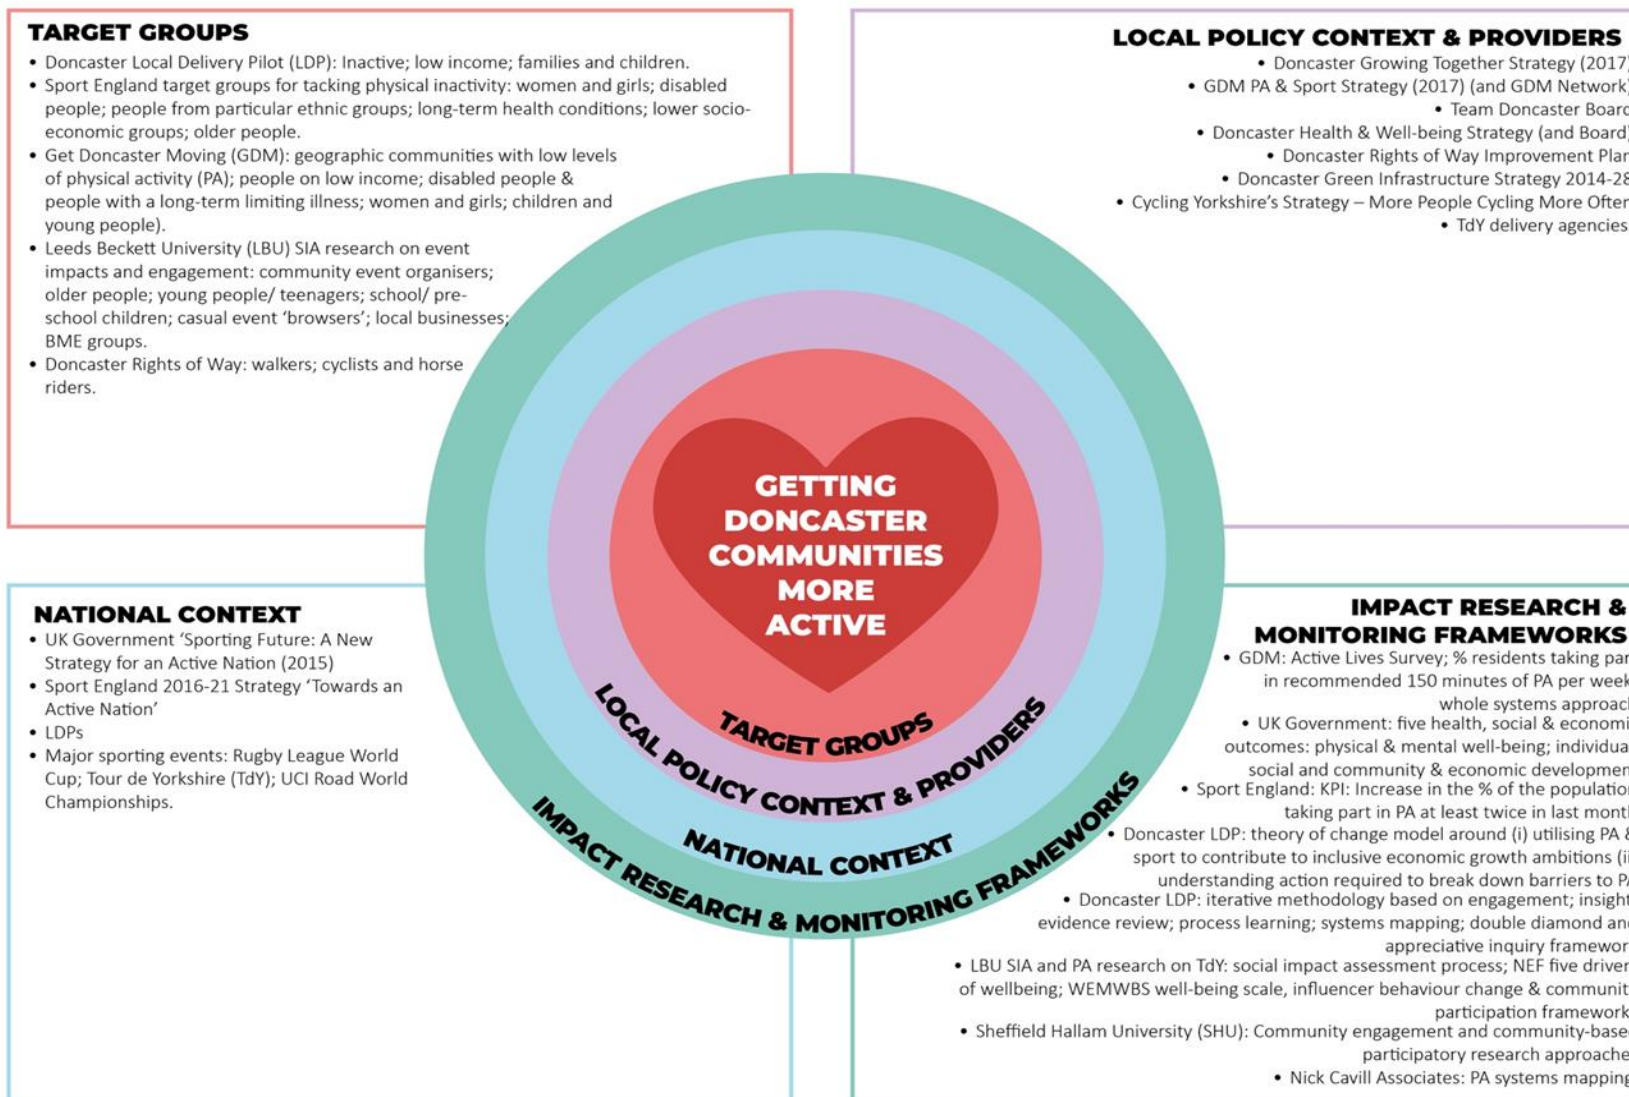 TARGET GROUPS
• Doncaster Local Delivery Pilot (LDP): Inactive; low income; families and children.
• Sport England target groups for tacking physical inactivity: women and girls; disabled
people; people from particular ethnic groups; long-term health conditions; lower socio-
economic groups; older people.
• Get Doncaster Moving (GDM): geographic communities with low levels
of physical activity (PA); people on low income; disabled people &
people with a long-term limiting illness; women and girls; children and
young people).
• Leeds Beckett University (LBU) SIA research on event
impacts and engagement: community event organisers;
older people; young people/ teenagers; school/ pre-
school children; casual event ‘browsers’; local businesses;
BME groups.
• Doncaster Rights of Way: walkers; cyclists and horse
riders.
LOCAL POLICY CONTEXT & PROVIDERS
• Doncaster Growing Together Strategy (2017)
• GDM PA & Sport Strategy (2017) (and GDM Network)
• Team Doncaster Board
• Doncaster Health & Well-being Strategy (and Board)
• Doncaster Rights of Way Improvement Plan
• Doncaster Green Infrastructure Strategy 2014-28
• Cycling Yorkshire’s Strategy – More People Cycling More Often
• TdY delivery agencies
GETTING
DONCASTER
COMMUNITIES
MORE
ACTIVE
TARGET GROUPS
LOCAL POLICY CONTEXT & PROVIDERS
NATIONAL CONTEXT
IMPACT RESEARCH & MONITORING FRAMEWORKS
NATIONAL CONTEXT
• UK Government ‘Sporting Future: A New
Strategy for an Active Nation (2015)
• Sport England 2016-21 Strategy ‘Towards an
Active Nation’
• LDPs
• Major sporting events: Rugby League World
Cup; Tour de Yorkshire (TdY); UCI Road World
Championships.
IMPACT RESEARCH &
MONITORING FRAMEWORKS
• GDM: Active Lives Survey; % residents taking par
in recommended 150 minutes of PA per week
whole systems approach
• UK Government: five health, social & economi
outcomes: physical & mental well-being; individua
social and community & economic developmen
• Sport England: KPI: Increase in the % of the population
taking part in PA at least twice in last month
• Doncaster LDP: theory of change model around (i) utilising PA &
sport to contribute to inclusive economic growth ambitions (ii
understanding action required to break down barriers to PA
• Doncaster LDP: iterative methodology based on engagement; insight
evidence review; process learning; systems mapping; double diamond and
appreciative inquiry framewor
• LBU SIA and PA research on TdY: social impact assessment process; NEF five driver
of wellbeing; WEMWBS well-being scale, influencer behaviour change & communit
participation framework
• Sheffield Hallam University (SHU): Community engagement and community-based
participatory research approache
• Nick Cavill Associates: PA systems mapping